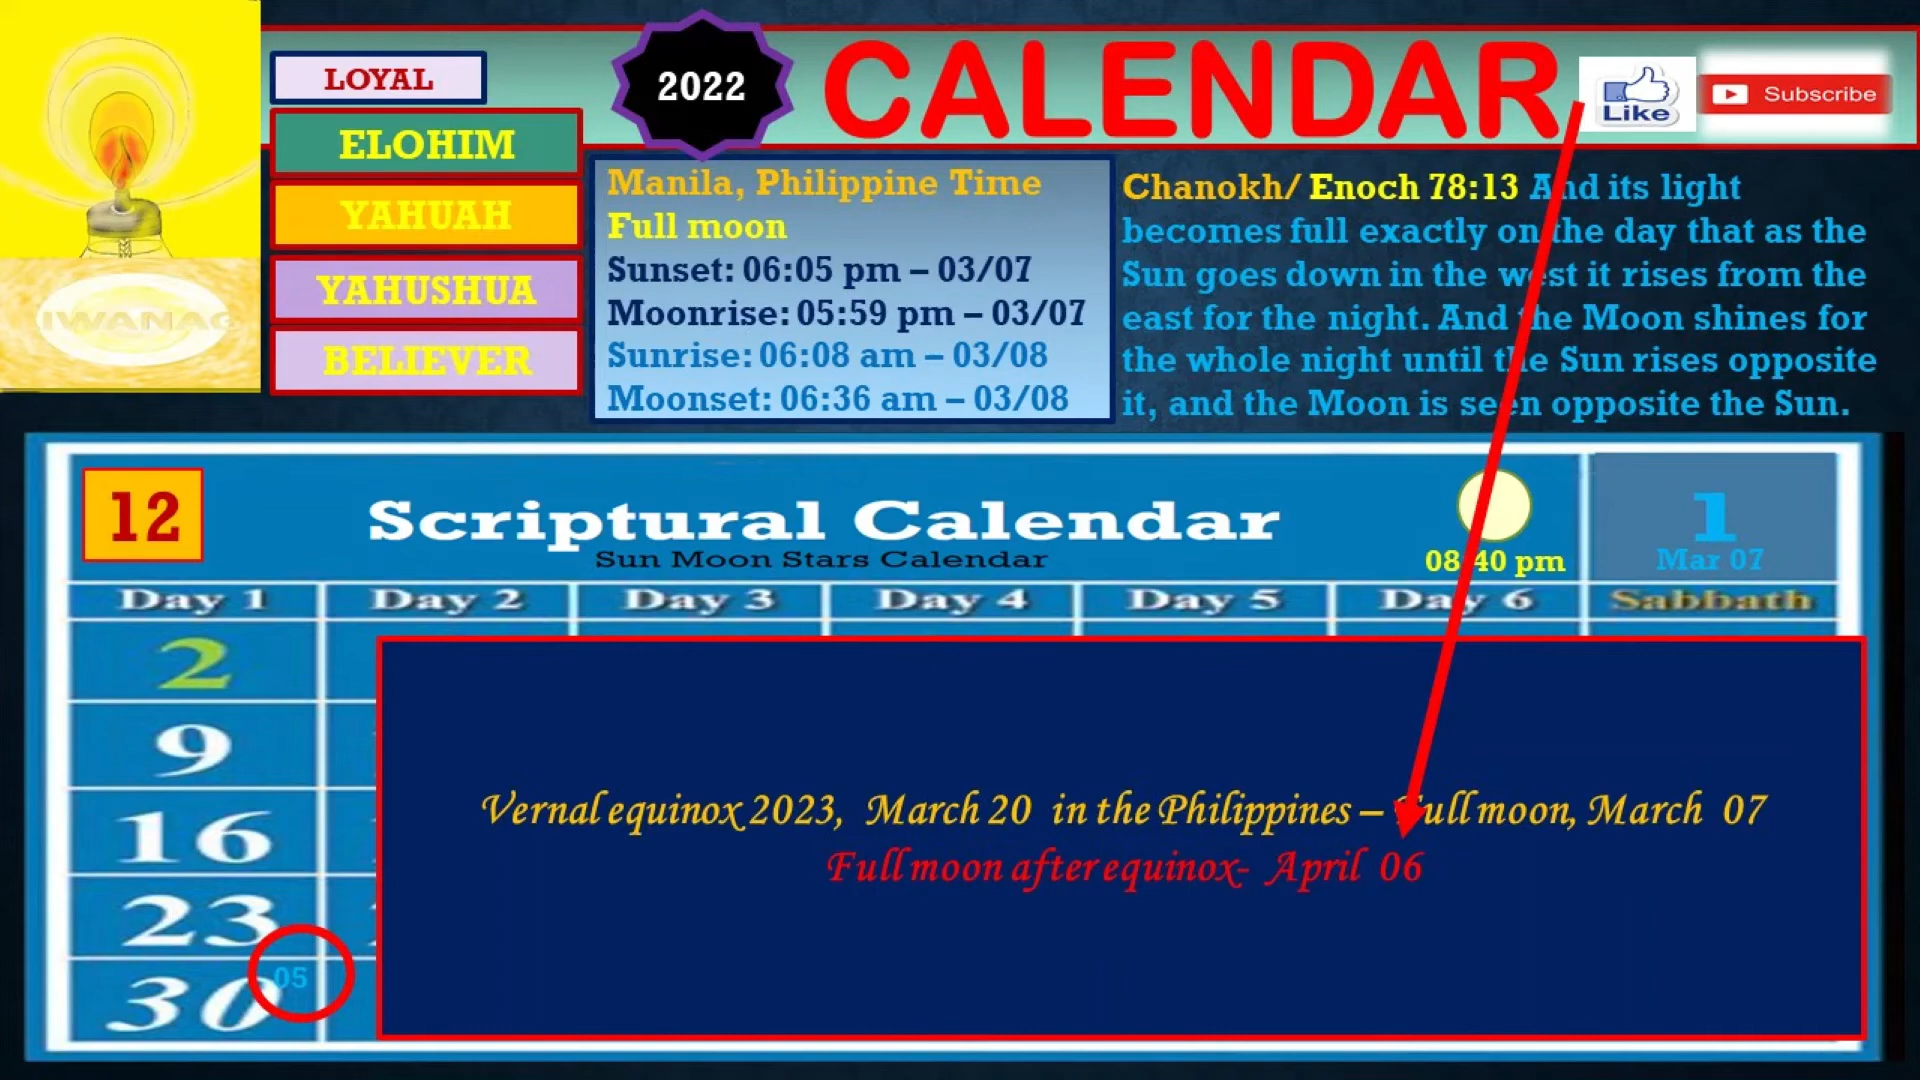 LOYAL
ELOHIM
YAHUAH
YAHUSHUA
BELIEVER
2022
CALENDAR
Like
Subscribe
Manila, Philippine Time
Full moon
Sunset: 06:05 pm – 03/07
Moonrise: 05:59 pm – 03/07
Sunrise: 06:08 am – 03/08
Moonset: 06:36 am – 03/08
Chanokh/ Enoch 78:13 And its light
becomes full exactly on the day that as the
Sun goes down in the west it rises from the
east for the night. And the Moon shines for
the whole night until the Sun rises opposite
it, and the Moon is seen opposite the Sun.
12
Scriptural Calendar
Sun Moon Stars Calendar
08:40 pm
1
Mar 07
Day 1 Day 2 Day 3 Day 4 Day 5 Day 6 Sabbath
2
9
16
23
30
05
Vernal equinox 2023, March 20 in the Philippines – Full moon, March 07
Full moon after equinox- April 06